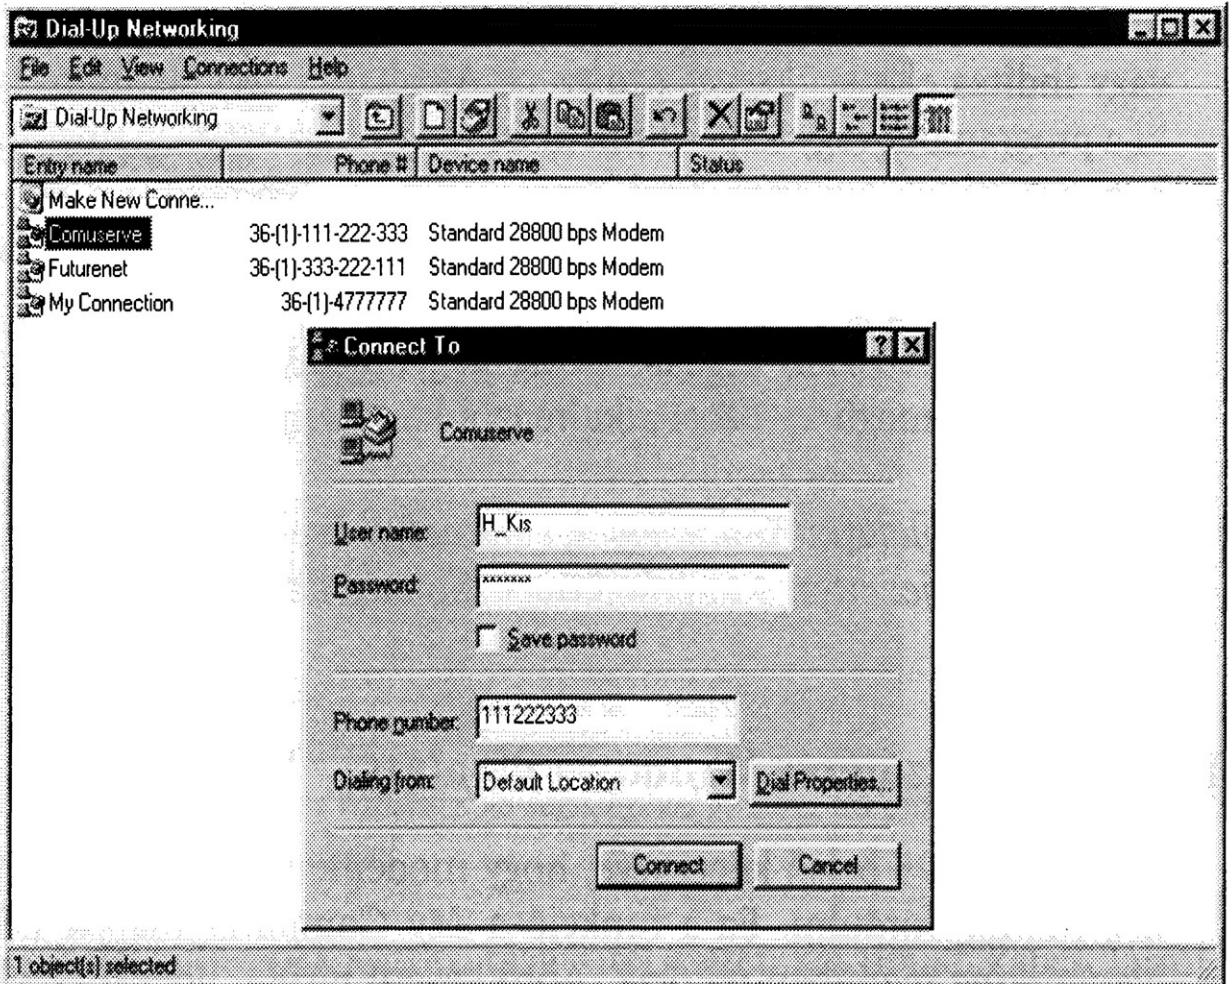 Dial-Up Networking
File Edit View Connections Help
Dial-Up Networking
Entry name Phone # Device name Status
Make New Conne...
Comuserve 36-(1)-111-222-333 Standard 28800 bps Modem
Futurenet 36-(1)-333-222-111 Standard 28800 bps Modem
My Connection 36-(1)-4777777 Standard 28800 bps Modem
Connect To
Comuserve
User name: H_Kis
Password: xxxxxxx
Save password
Phone number: 111222333
Dialing from: Default Location Dial Properties...
Connect Cancel
1 object(s) selected